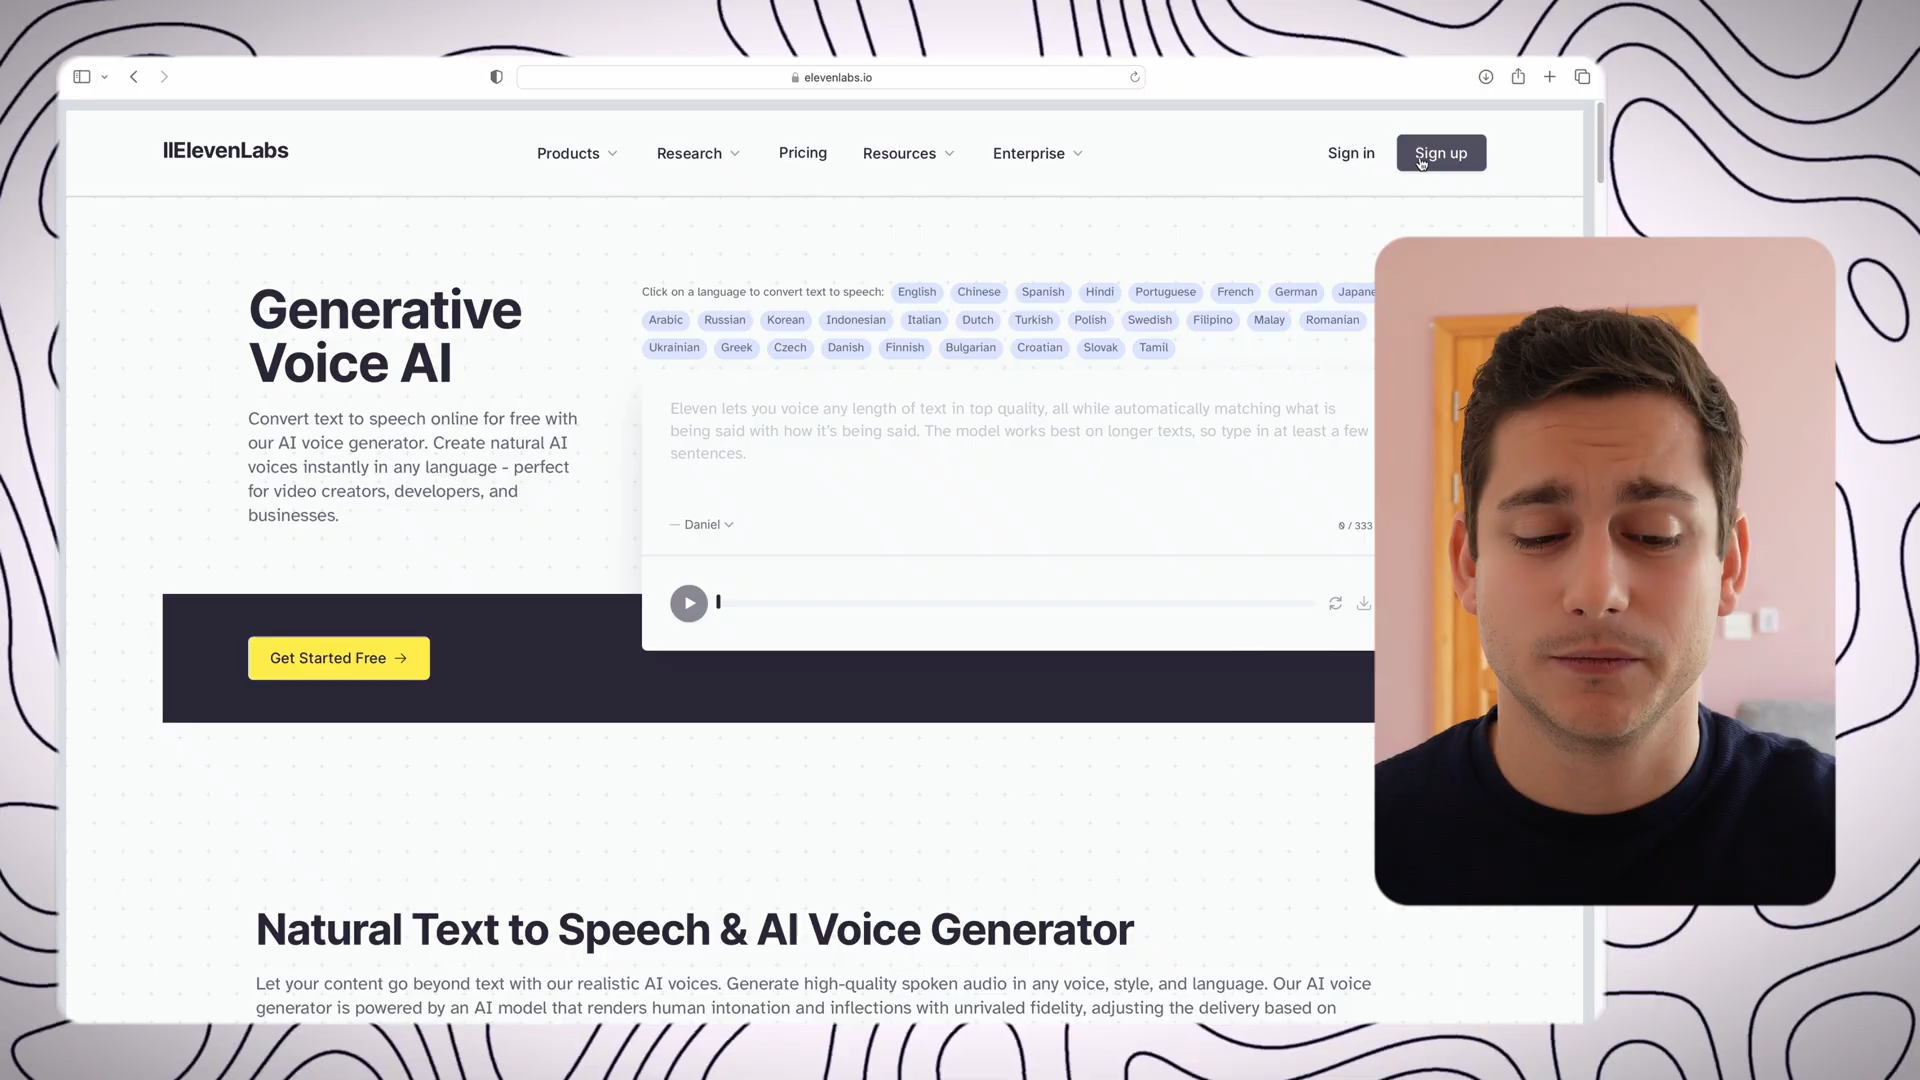 elevenlabs.io
IIElevenLabs
Products
Research
Pricing
Resources
Enterprise
Sign in
Sign up
Generative
Voice AI
Convert text to speech online for free with
our AI voice generator. Create natural AI
voices instantly in any language - perfect
for video creators, developers, and
businesses.
Get Started Free →
Click on a language to convert text to speech: English Chinese Spanish Hindi Portuguese French German Japane
Arabic Russian Korean Indonesian Italian Dutch Turkish Polish Swedish Filipino Malay Romanian
Ukrainian Greek Czech Danish Finnish Bulgarian Croatian Slovak Tamil
Eleven lets you voice any length of text in top quality, all while automatically matching what is
being said with how it's being said. The model works best on longer texts, so type in at least a few
sentences.
— Daniel
0 / 333
Natural Text to Speech & AI Voice Generator
Let your content go beyond text with our realistic AI voices. Generate high-quality spoken audio in any voice, style, and language. Our AI voice
generator is powered by an AI model that renders human intonation and inflections with unrivaled fidelity, adjusting the delivery based on